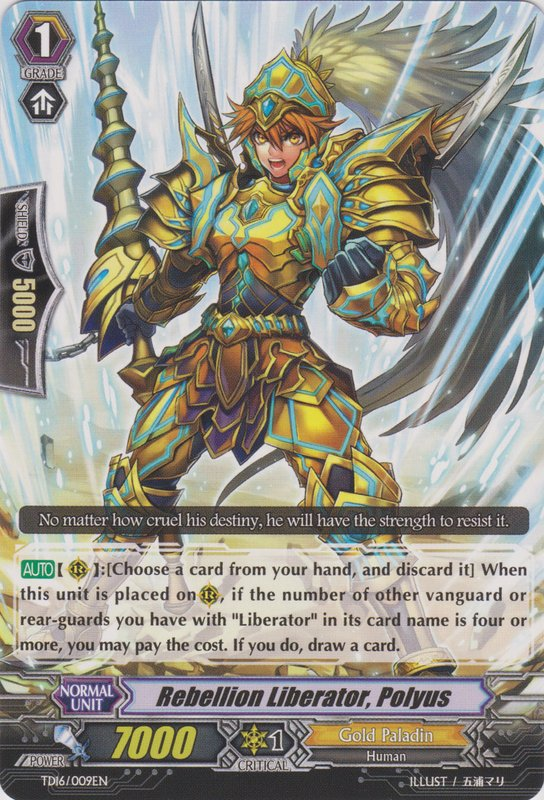 1
GRADE
SHIELD
5000
No matter how cruel his destiny, he will have the strength to resist it.
AUTO【 】:[Choose a card from your hand, and discard it] When
this unit is placed on , if the number of other vanguard or
rear-guards you have with "Liberator" in its card name is four or
more, you may pay the cost. If you do, draw a card.
NORMAL
UNIT
Rebellion Liberator, Polyus
POWER
7000
1
CRITICAL
Gold Paladin
Human
TD16/009EN
ILLUST / 五浦マリ